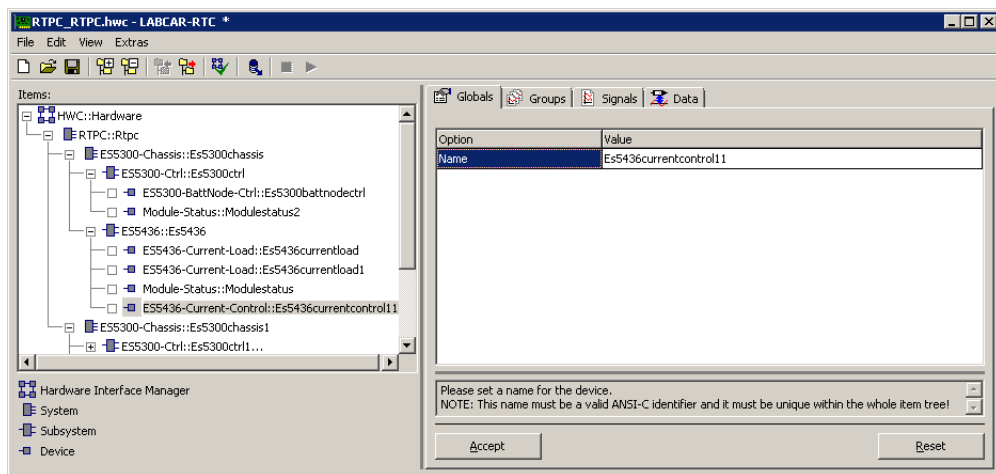 RTPC_RTPC.hwc - LABCAR-RTC *
File Edit View Extras
Items:
HWC::Hardware
RTPC::Rtpc
ES5300-Chassis::Es5300chassis
ES5300-Ctrl::Es5300ctrl
ES5300-BattNode-Ctrl::Es5300battnodectrl
Module-Status::Modulestatus2
ES5436::Es5436
ES5436-Current-Load::Es5436currentload
ES5436-Current-Load::Es5436currentload1
Module-Status::Modulestatus
ES5436-Current-Control::Es5436currentcontrol11
ES5300-Chassis::Es5300chassis1
ES5300-Ctrl::Es5300ctrl1...
Hardware Interface Manager
System
Subsystem
Device
Globals Groups Signals Data
Option Value
Name Es5436currentcontrol11
Please set a name for the device.
NOTE: This name must be a valid ANSI-C identifier and it must be unique within the whole item tree!
Accept Reset